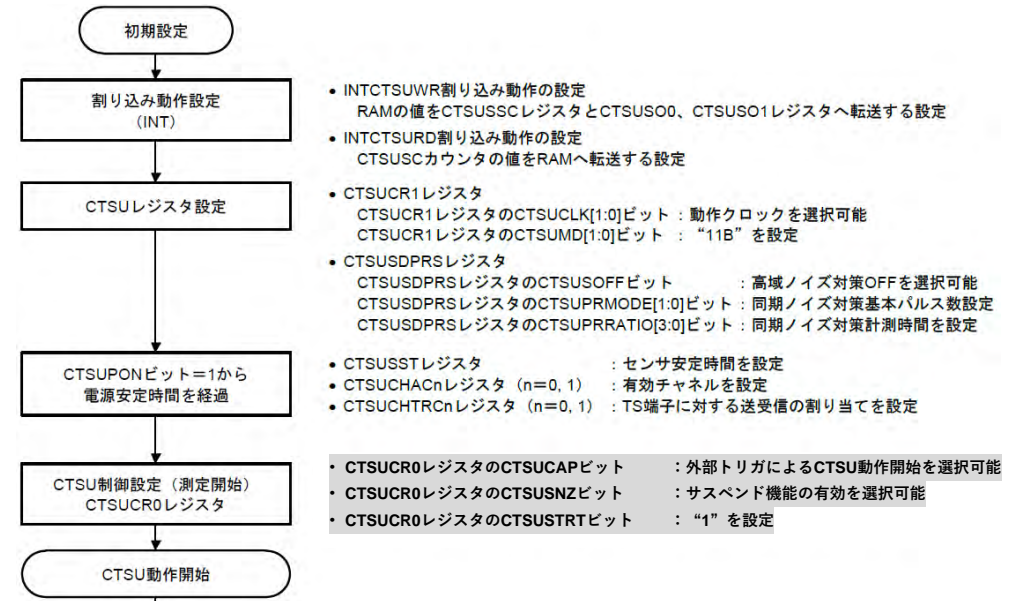 初期設定
割り込み動作設定
（INT）
• INTCTSUWR割り込み動作の設定
RAMの値をCTSUSSCレジスタとCTSUSO0、CTSUSO1レジスタへ転送する設定
• INTCTSURD割り込み動作の設定
CTSUSCカウンタの値をRAMへ転送する設定
CTSUレジスタ設定
• CTSUCR1レジスタ
CTSUCR1レジスタのCTSUCLK[1:0]ビット：動作クロックを選択可能
CTSUCR1レジスタのCTSUMD[1:0]ビット ：“11B”を設定
• CTSUSDPRSレジスタ
CTSUSDPRSレジスタのCTSUSOFFビット ：高域ノイズ対策OFFを選択可能
CTSUSDPRSレジスタのCTSUPRMODE[1:0]ビット：同期ノイズ対策基本パルス数設定
CTSUSDPRSレジスタのCTSUPRRATIO[3:0]ビット：同期ノイズ対策計測時間を設定
CTSUPONビット＝1から
電源安定時間を経過
• CTSUSSTレジスタ ：センサ安定時間を設定
• CTSUCHACnレジスタ（n＝0, 1） ：有効チャネルを設定
• CTSUCHTRCnレジスタ（n＝0, 1）：TS端子に対する送受信の割り当てを設定
CTSU制御設定（測定開始）
CTSUCR0レジスタ
• CTSUCR0レジスタのCTSUCAPビット ：外部トリガによるCTSU動作開始を選択可能
• CTSUCR0レジスタのCTSUSNZビット ：サスペンド機能の有効を選択可能
• CTSUCR0レジスタのCTSUSTRTビット ：“1”を設定
CTSU動作開始